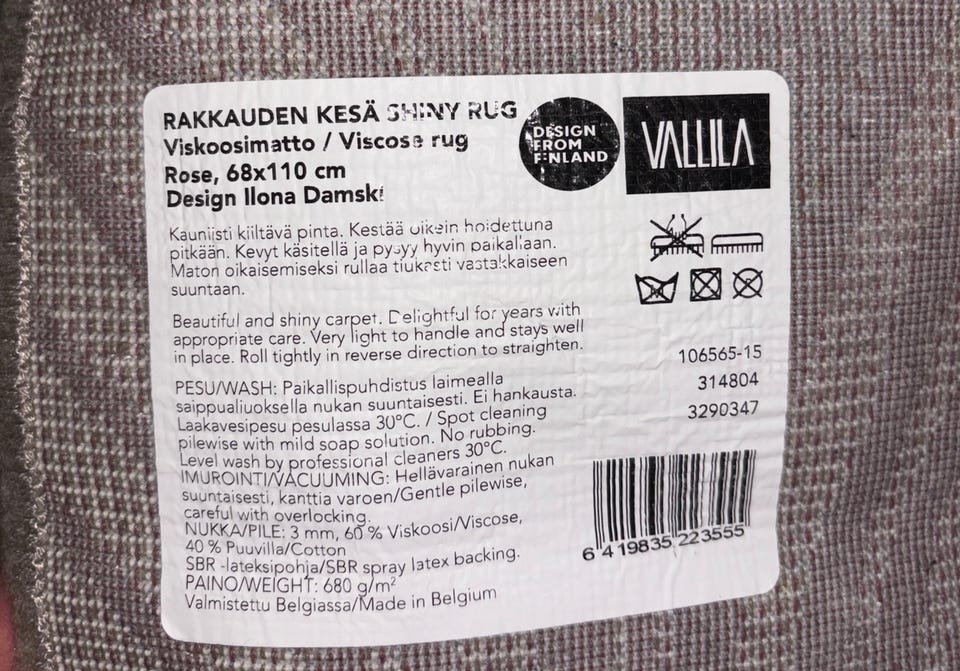 RAKKAUDEN KESÄ SHINY RUG
Viskoosimatto / Viscose rug
Rose, 68x110 cm
Design Ilona Damski
DESIGN
FROM
FINLAND
VALLILA
Kauniisti kiiltävä pinta. Kestää oikein hoidettuna
pitkään. Kevyt käsitellä ja pysyy hyvin paikallaan.
Maton oikaisemiseksi rullaa tiukasti vastakkaiseen
suuntaan.
Beautiful and shiny carpet. Delightful for years with
appropriate care. Very light to handle and stays well
in place. Roll tightly in reverse direction to straighten.
PESU/WASH: Paikallispuhdistus laimealla
saippualiuoksella nukan suuntaisesti. Ei hankausta.
Laakavesipesu pesulassa 30°C. / Spot cleaning
pilewise with mild soap solution. No rubbing.
Level wash by professional cleaners 30°C.
IMUROINTI/VACUUMING: Hellävarainen nukan
suuntaisesti, kanttia varoen/Gentle pilewise,
careful with overlocking.
NUKKA/PILE: 3 mm, 60 % Viskoosi/Viscose,
40 % Puuvilla/Cotton
SBR -lateksipohja/SBR spray latex backing.
PAINO/WEIGHT: 680 g/m²
Valmistettu Belgiassa/Made in Belgium
106565-15
314804
3290347
6 419835 223555